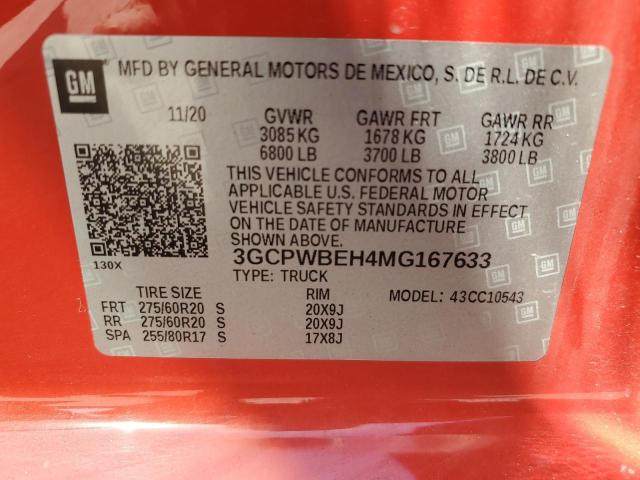 GM MFD BY GENERAL MOTORS DE MEXICO, S. DE R.L. DE C.V.
11/20 GVWR GAWR FRT GAWR RR
3085 KG 1678 KG 1724 KG
6800 LB 3700 LB 3800 LB
THIS VEHICLE CONFORMS TO ALL
APPLICABLE U.S. FEDERAL MOTOR
VEHICLE SAFETY STANDARDS IN EFFECT
ON THE DATE OF MANUFACTURE
SHOWN ABOVE.
130X 3GCPWBEH4MG167633
TYPE: TRUCK
TIRE SIZE RIM MODEL: 43CC10543
FRT 275/60R20 S 20X9J
RR 275/60R20 S 20X9J
SPA 255/80R17 S 17X8J